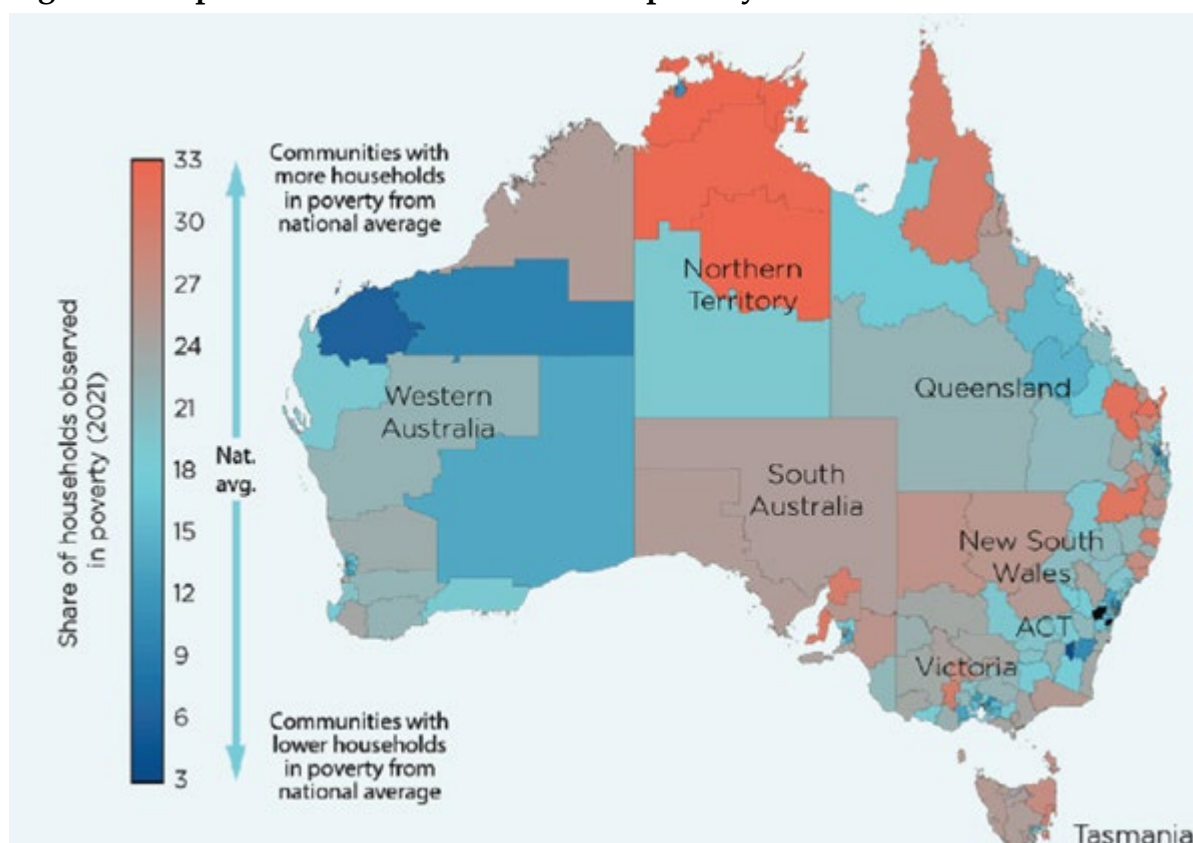 Communities with
more households
in poverty from
national average
33
30
27
24
21
18
15
12
9
6
3
Share of households observed
in poverty (2021)
Nat.
avg.
Communities with
lower households
in poverty from
national average
Northern
Territory
Western
Australia
Queensland
South
Australia
New South
Wales
ACT
Victoria
Tasmania